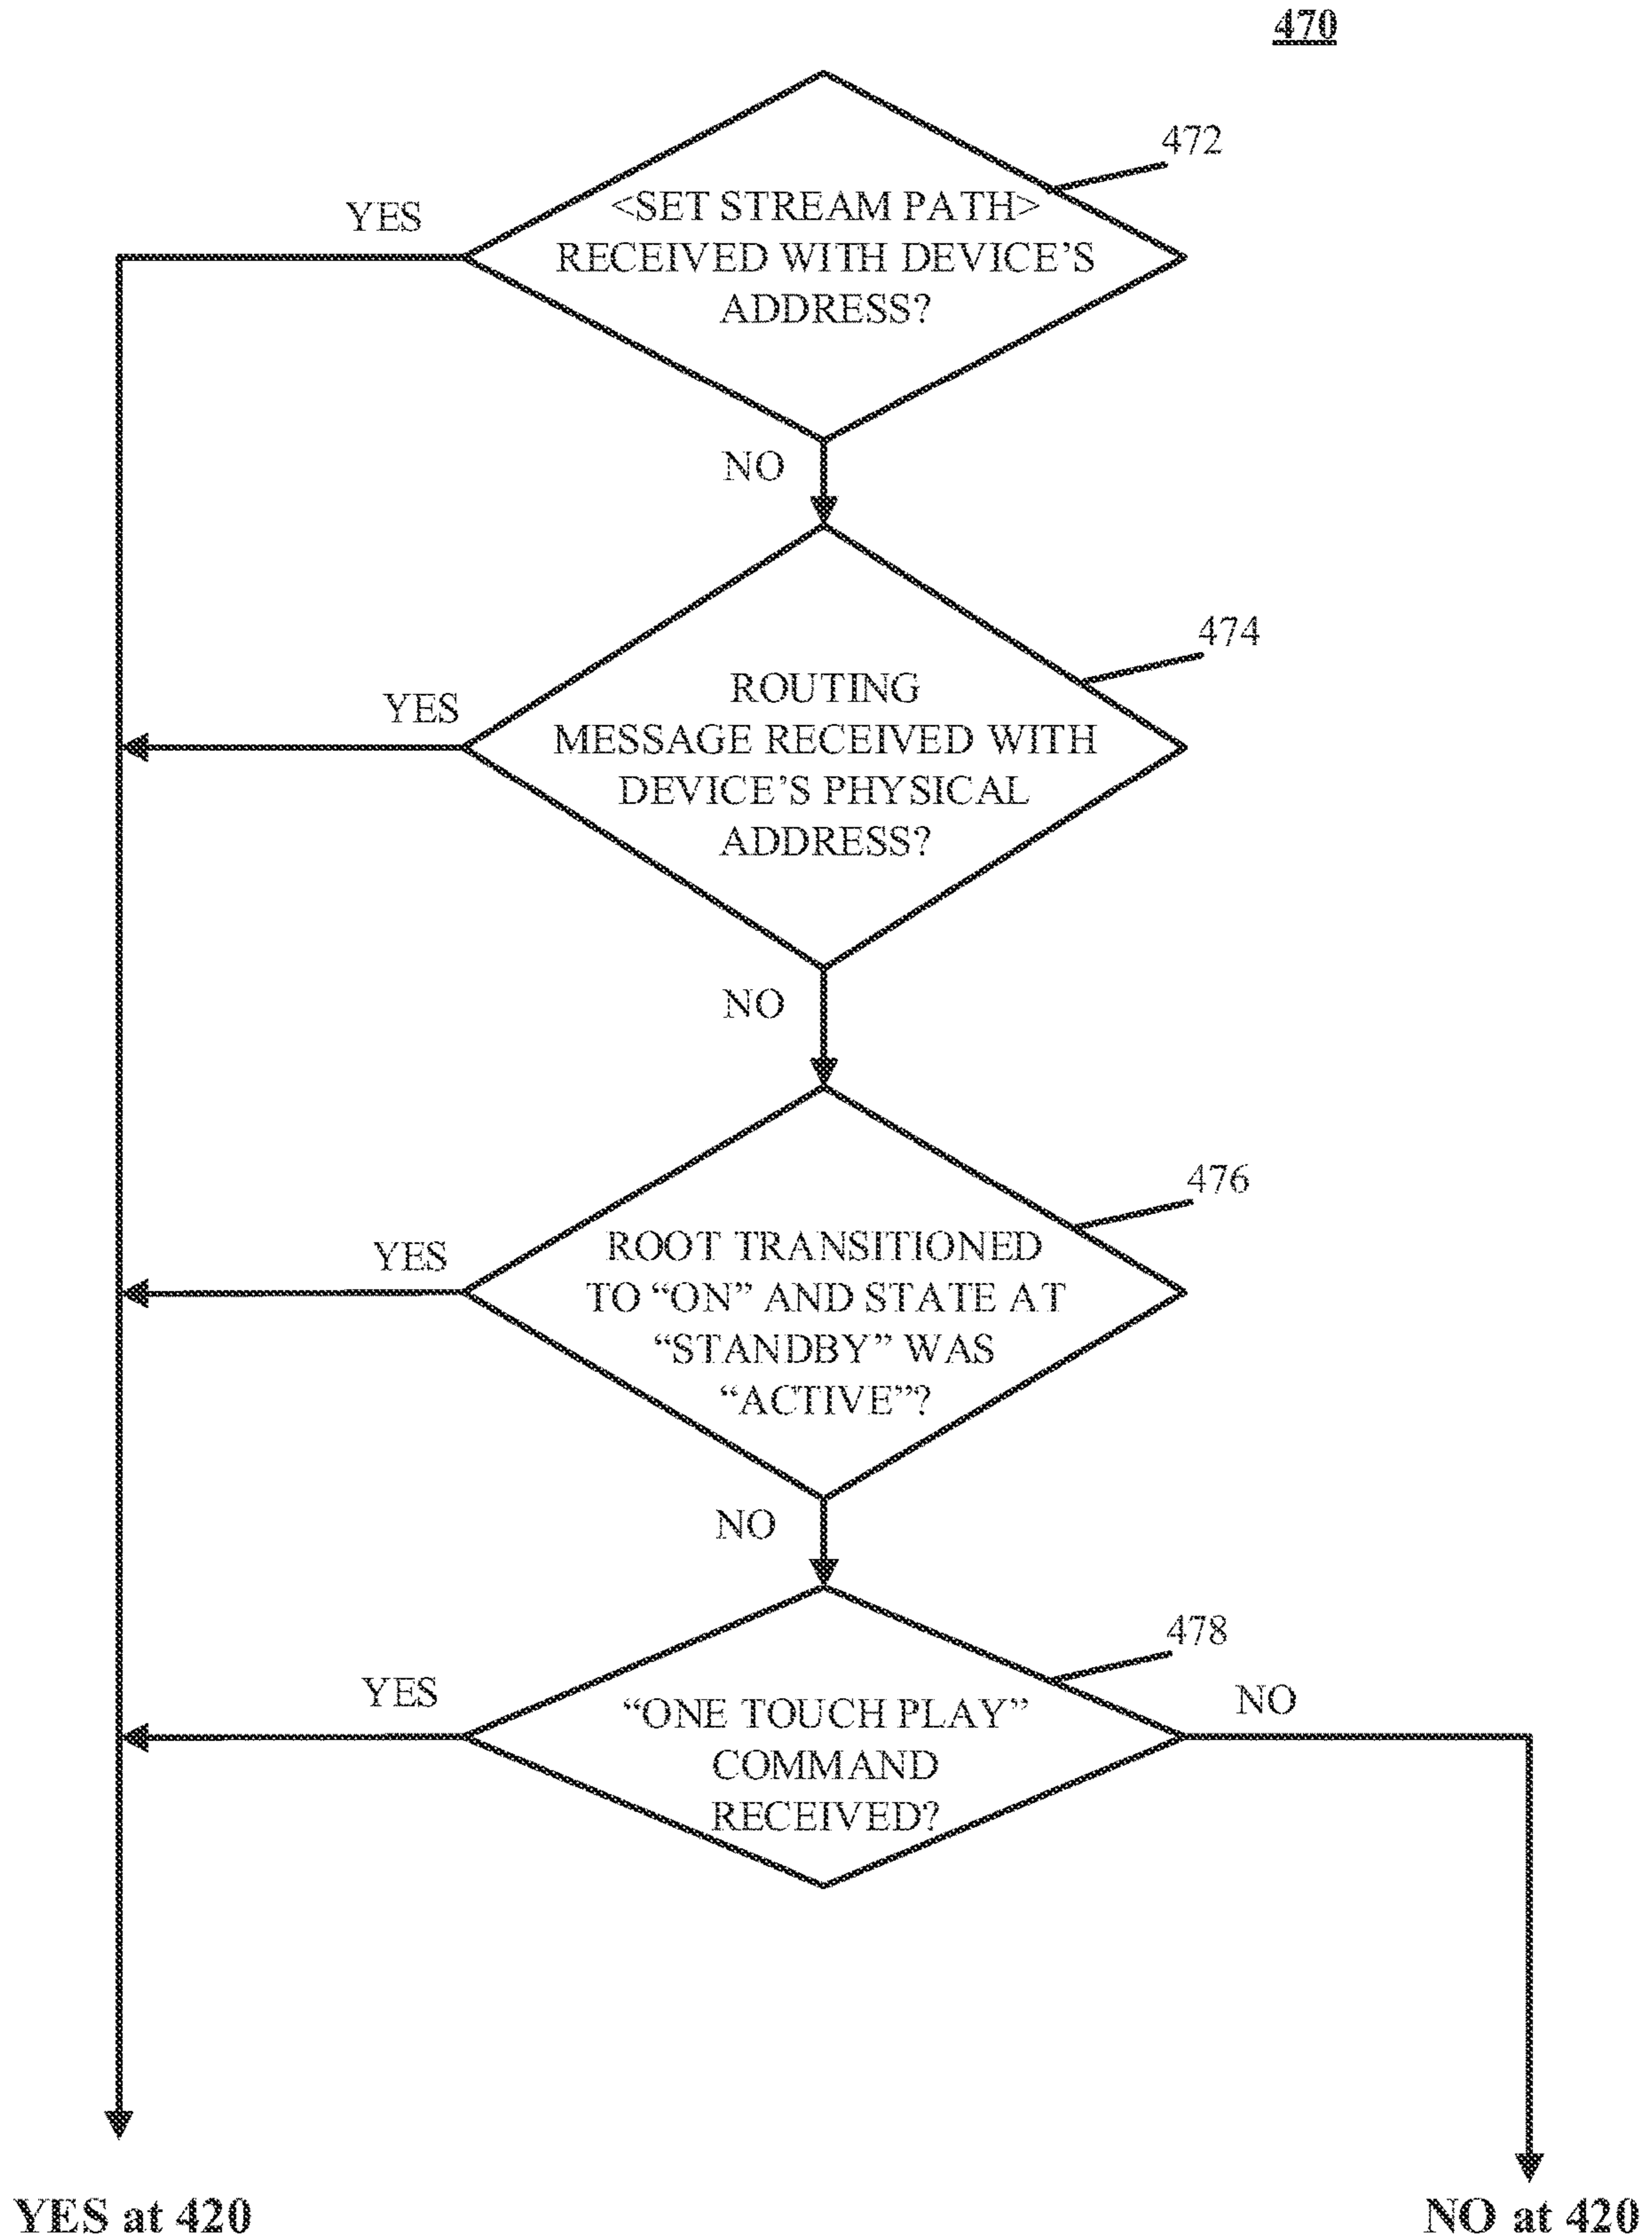 470
472
<SET STREAM PATH>
RECEIVED WITH DEVICE'S
ADDRESS?
YES
NO
474
ROUTING
MESSAGE RECEIVED WITH
DEVICE'S PHYSICAL
ADDRESS?
YES
NO
476
ROOT TRANSITIONED
TO “ON” AND STATE AT
“STANDBY” WAS
“ACTIVE”?
YES
NO
478
“ONE TOUCH PLAY”
COMMAND
RECEIVED?
YES
NO
YES at 420
NO at 420